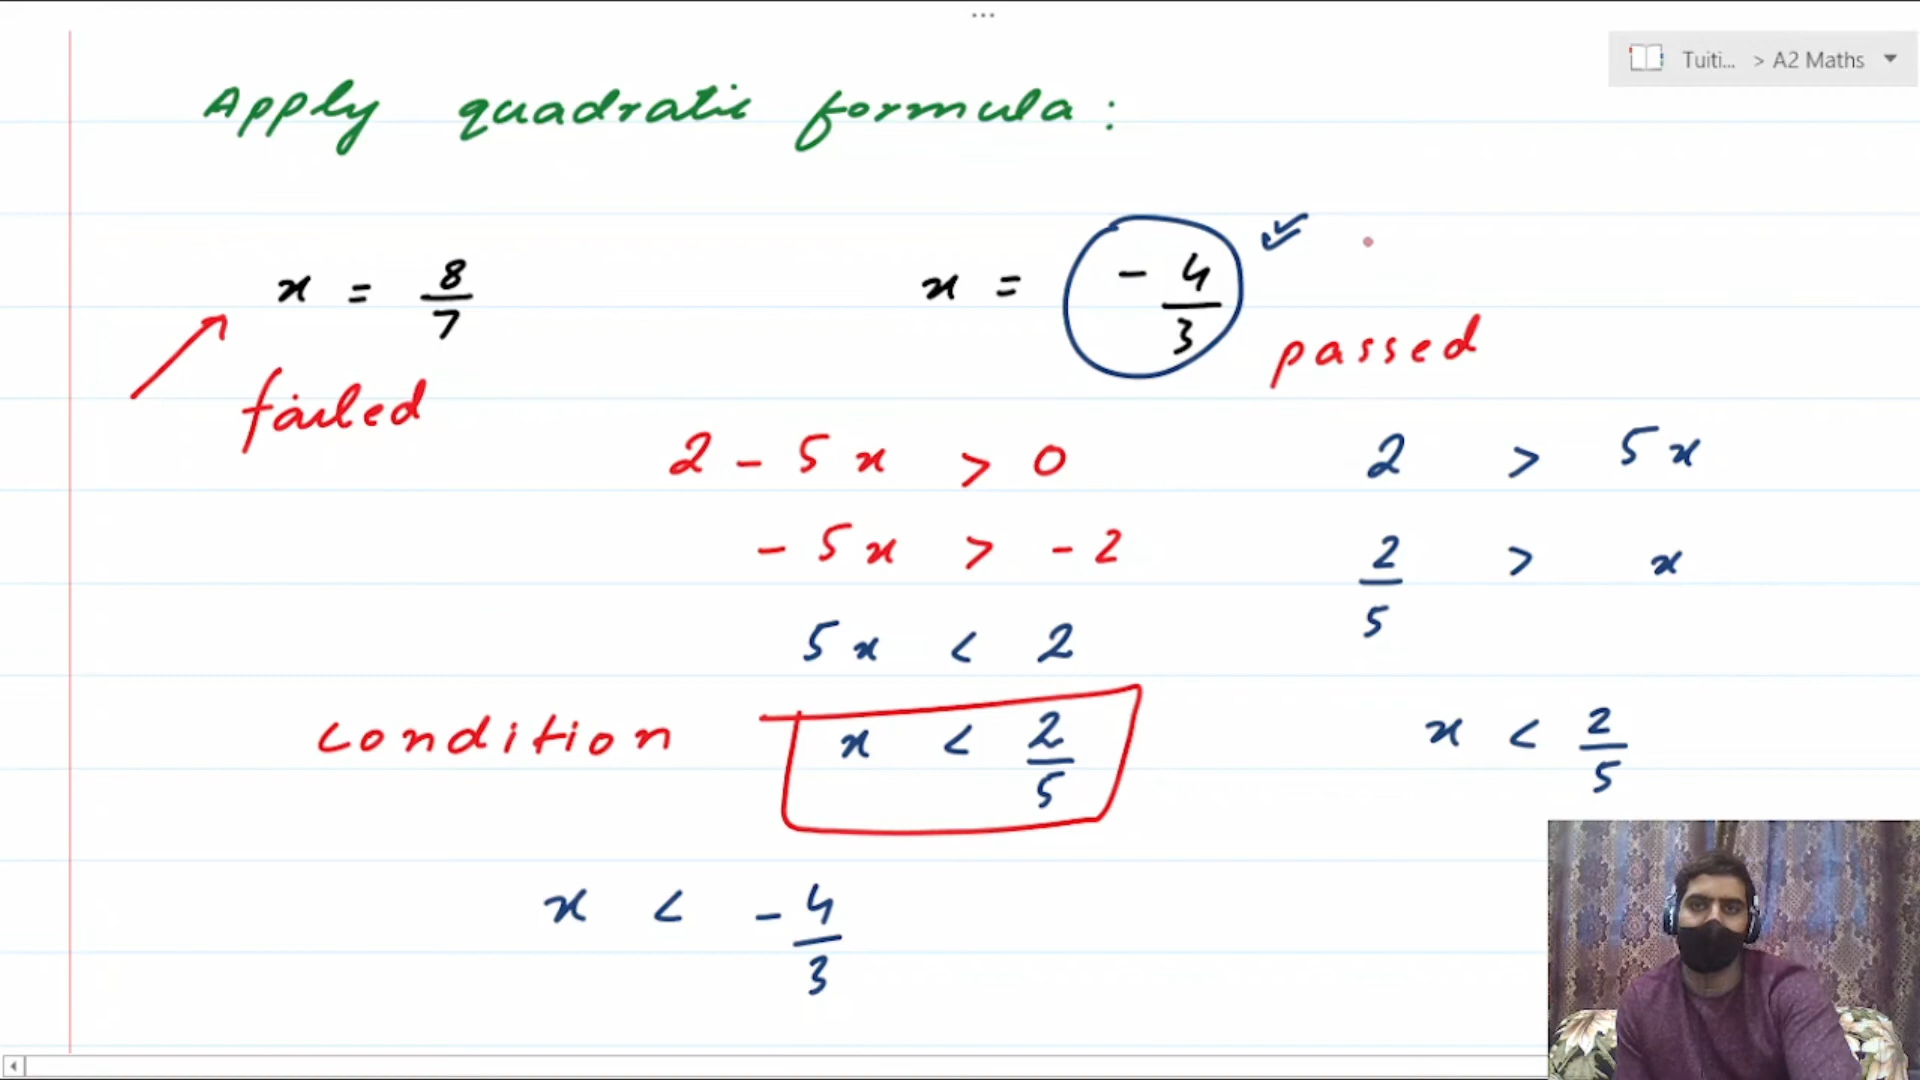 ...
Tuiti... > A2 Maths
Apply quadratic formula:
x = 8/7
x = -4/3
failed
passed
2 - 5x > 0
2 > 5x
-5x > -2
2/5 > x
5x < 2
condition x < 2/5
x < 2/5
x < -4/3